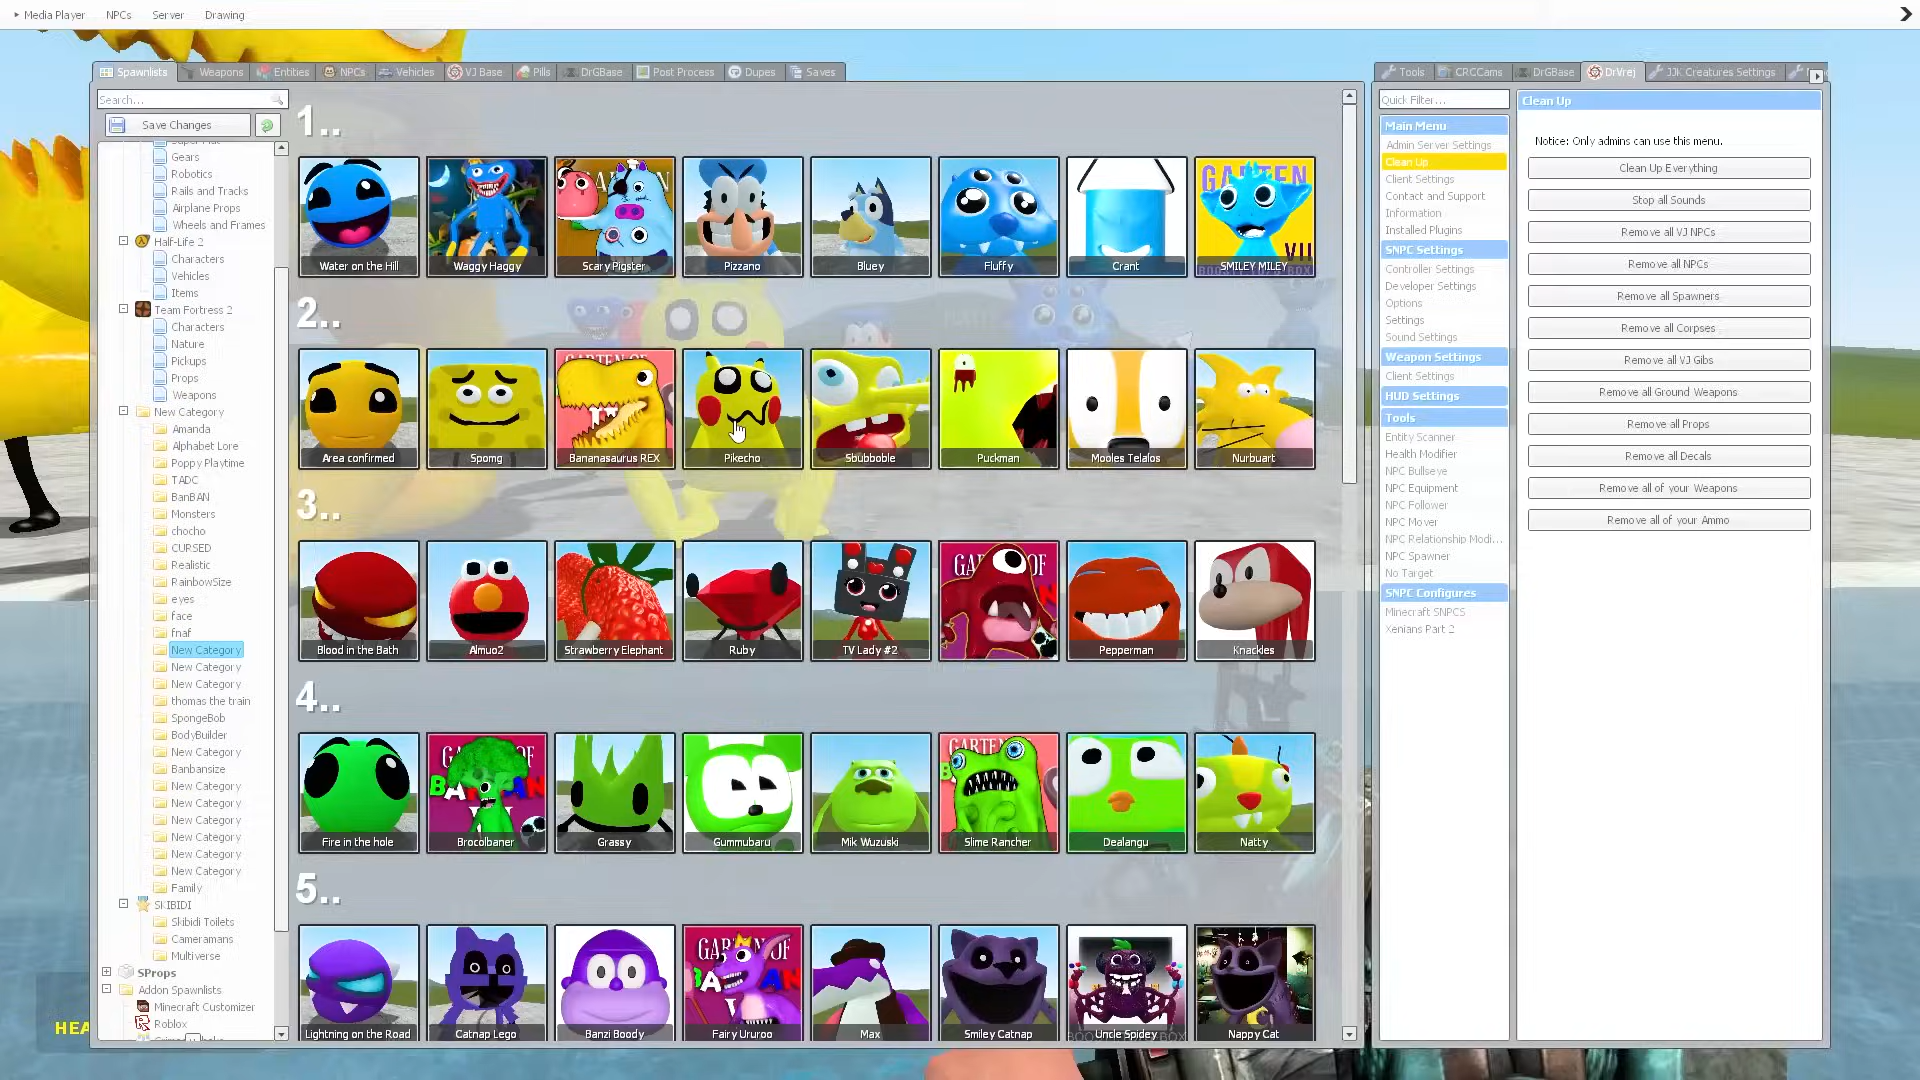 Media Player NPCs Server Drawing
Spawnlists Weapons Entities NPCs Vehicles VJ Base Pills DrGBase Post Process Dupes Saves
Search...
Save Changes
Gears
Robotics
Rails and Tracks
Airplane Props
Wheels and Frames
Half-Life 2
Characters
Vehicles
Items
Team Fortress 2
Characters
Nature
Pickups
Props
Weapons
New Category
Amanda
Alphabet Lore
Poppy Playtime
TADC
BanBAN
Monsters
chocho
CURSED
Realistic
RainbowSize
eyes
face
fnaf
New Category
New Category
New Category
thomas the train
SpongeBob
BodyBuilder
New Category
Banbansize
New Category
New Category
New Category
New Category
New Category
New Category
Family
SKIBIDI
Skibidi Toilets
Cameramans
Multiverse
SProps
Addon Spawnlists
Minecraft Customizer
Roblox
HEA
1..
Water on the Hill Waggy Haggy Scary Pigster Pizzano Bluey Fluffy Crant SMILEY MILEY
2..
Area confirmed Spomg Bananasaurus REX Pikecho Sbubboble Puckman Mooles Telalos Nurbuart
3..
Blood in the Bath Almuo2 Strawberry Elephant Ruby TV Lady #2 Pepperman Knackles
4..
Fire in the hole Brocolbaner Grassy Gummubaru Mik Wuzuski Slime Rancher Dealangu Natty
5..
Lightning on the Road Catnap Lego Banzi Boody Fairy Ururoo Max Smiley Catnap Uncle Spidey Nappy Cat
Tools CRCCams DrGBase DrVrej JJK Creatures Settings
Quick Filter...
Main Menu
Admin Server Settings
Clean Up
Client Settings
Contact and Support
Information
Installed Plugins
SNPC Settings
Controller Settings
Developer Settings
Options
Settings
Sound Settings
Weapon Settings
Client Settings
HUD Settings
Tools
Entity Scanner
Health Modifier
NPC Bullseye
NPC Equipment
NPC Follower
NPC Mover
NPC Relationship Modi...
NPC Spawner
No Target
SNPC Configures
Minecraft SNPCS
Xenians Part 2
Clean Up
Notice: Only admins can use this menu.
Clean Up Everything
Stop all Sounds
Remove all VJ NPCs
Remove all NPCs
Remove all Spawners
Remove all Corpses
Remove all VJ Gibs
Remove all Ground Weapons
Remove all Props
Remove all Decals
Remove all of your Weapons
Remove all of your Ammo